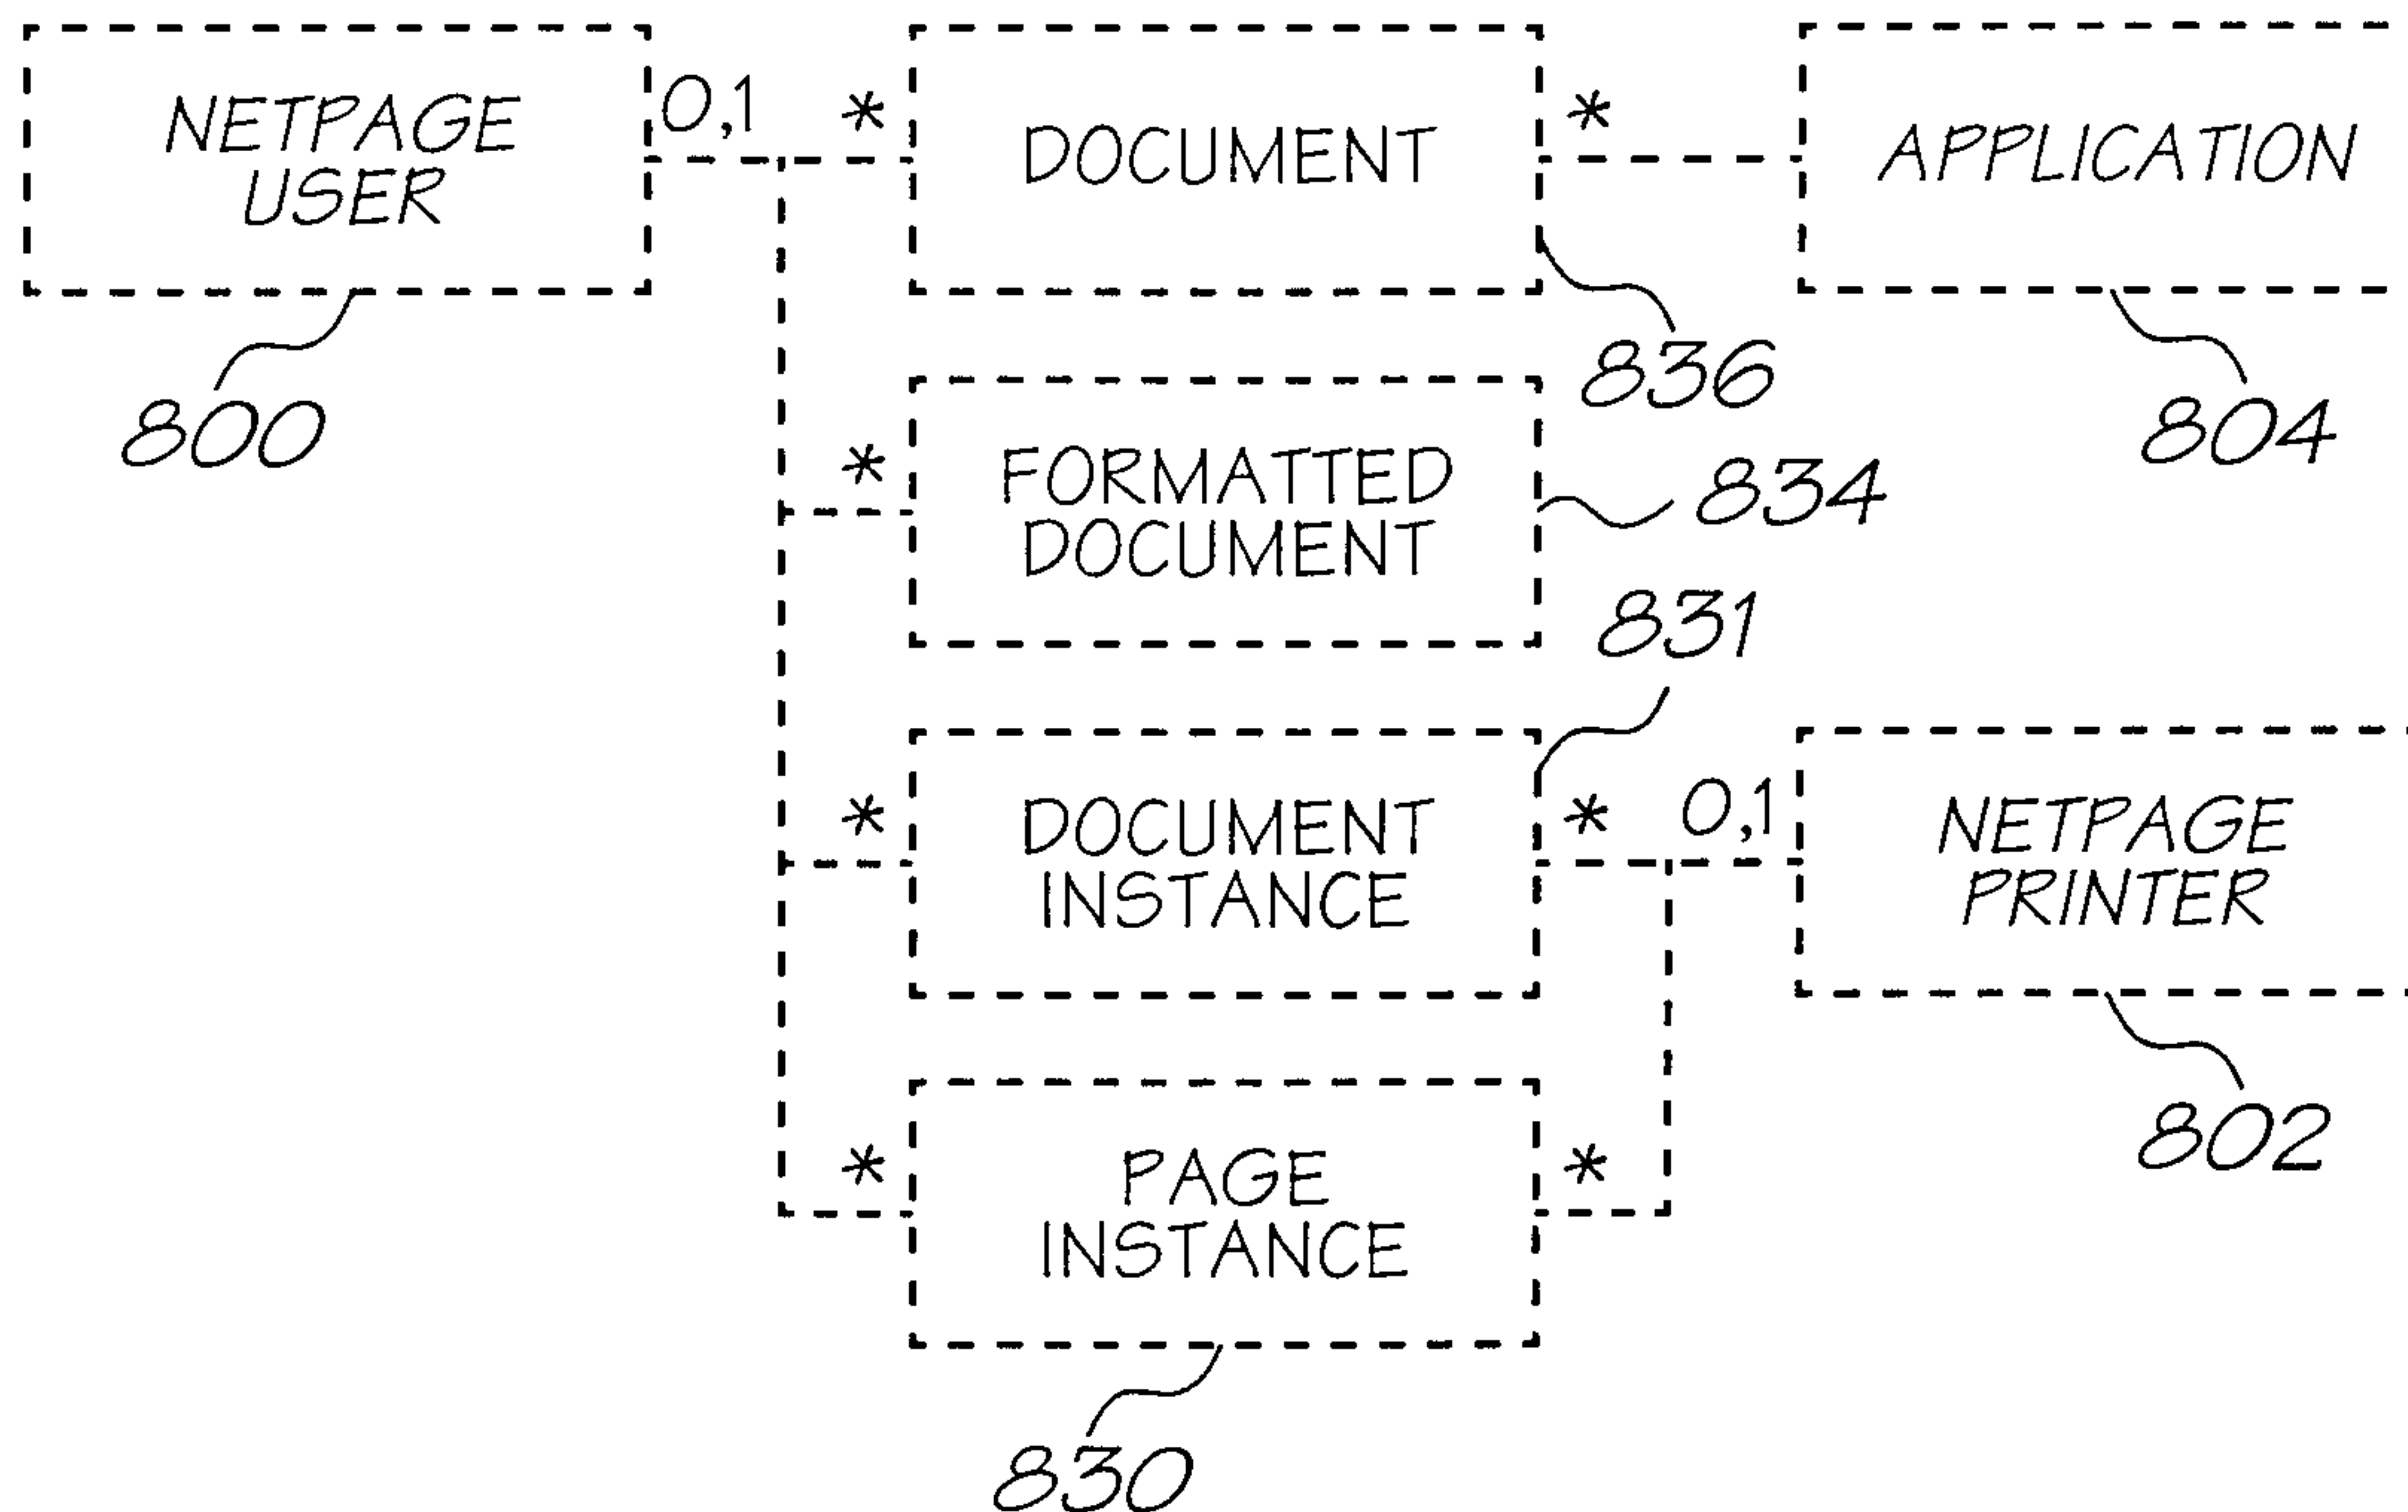 NETPAGE
USER
0,1
*
DOCUMENT
*
APPLICATION
800
836
804
*
FORMATTED
DOCUMENT
834
831
*
DOCUMENT
INSTANCE
*
0,1
NETPAGE
PRINTER
802
*
PAGE
INSTANCE
*
830